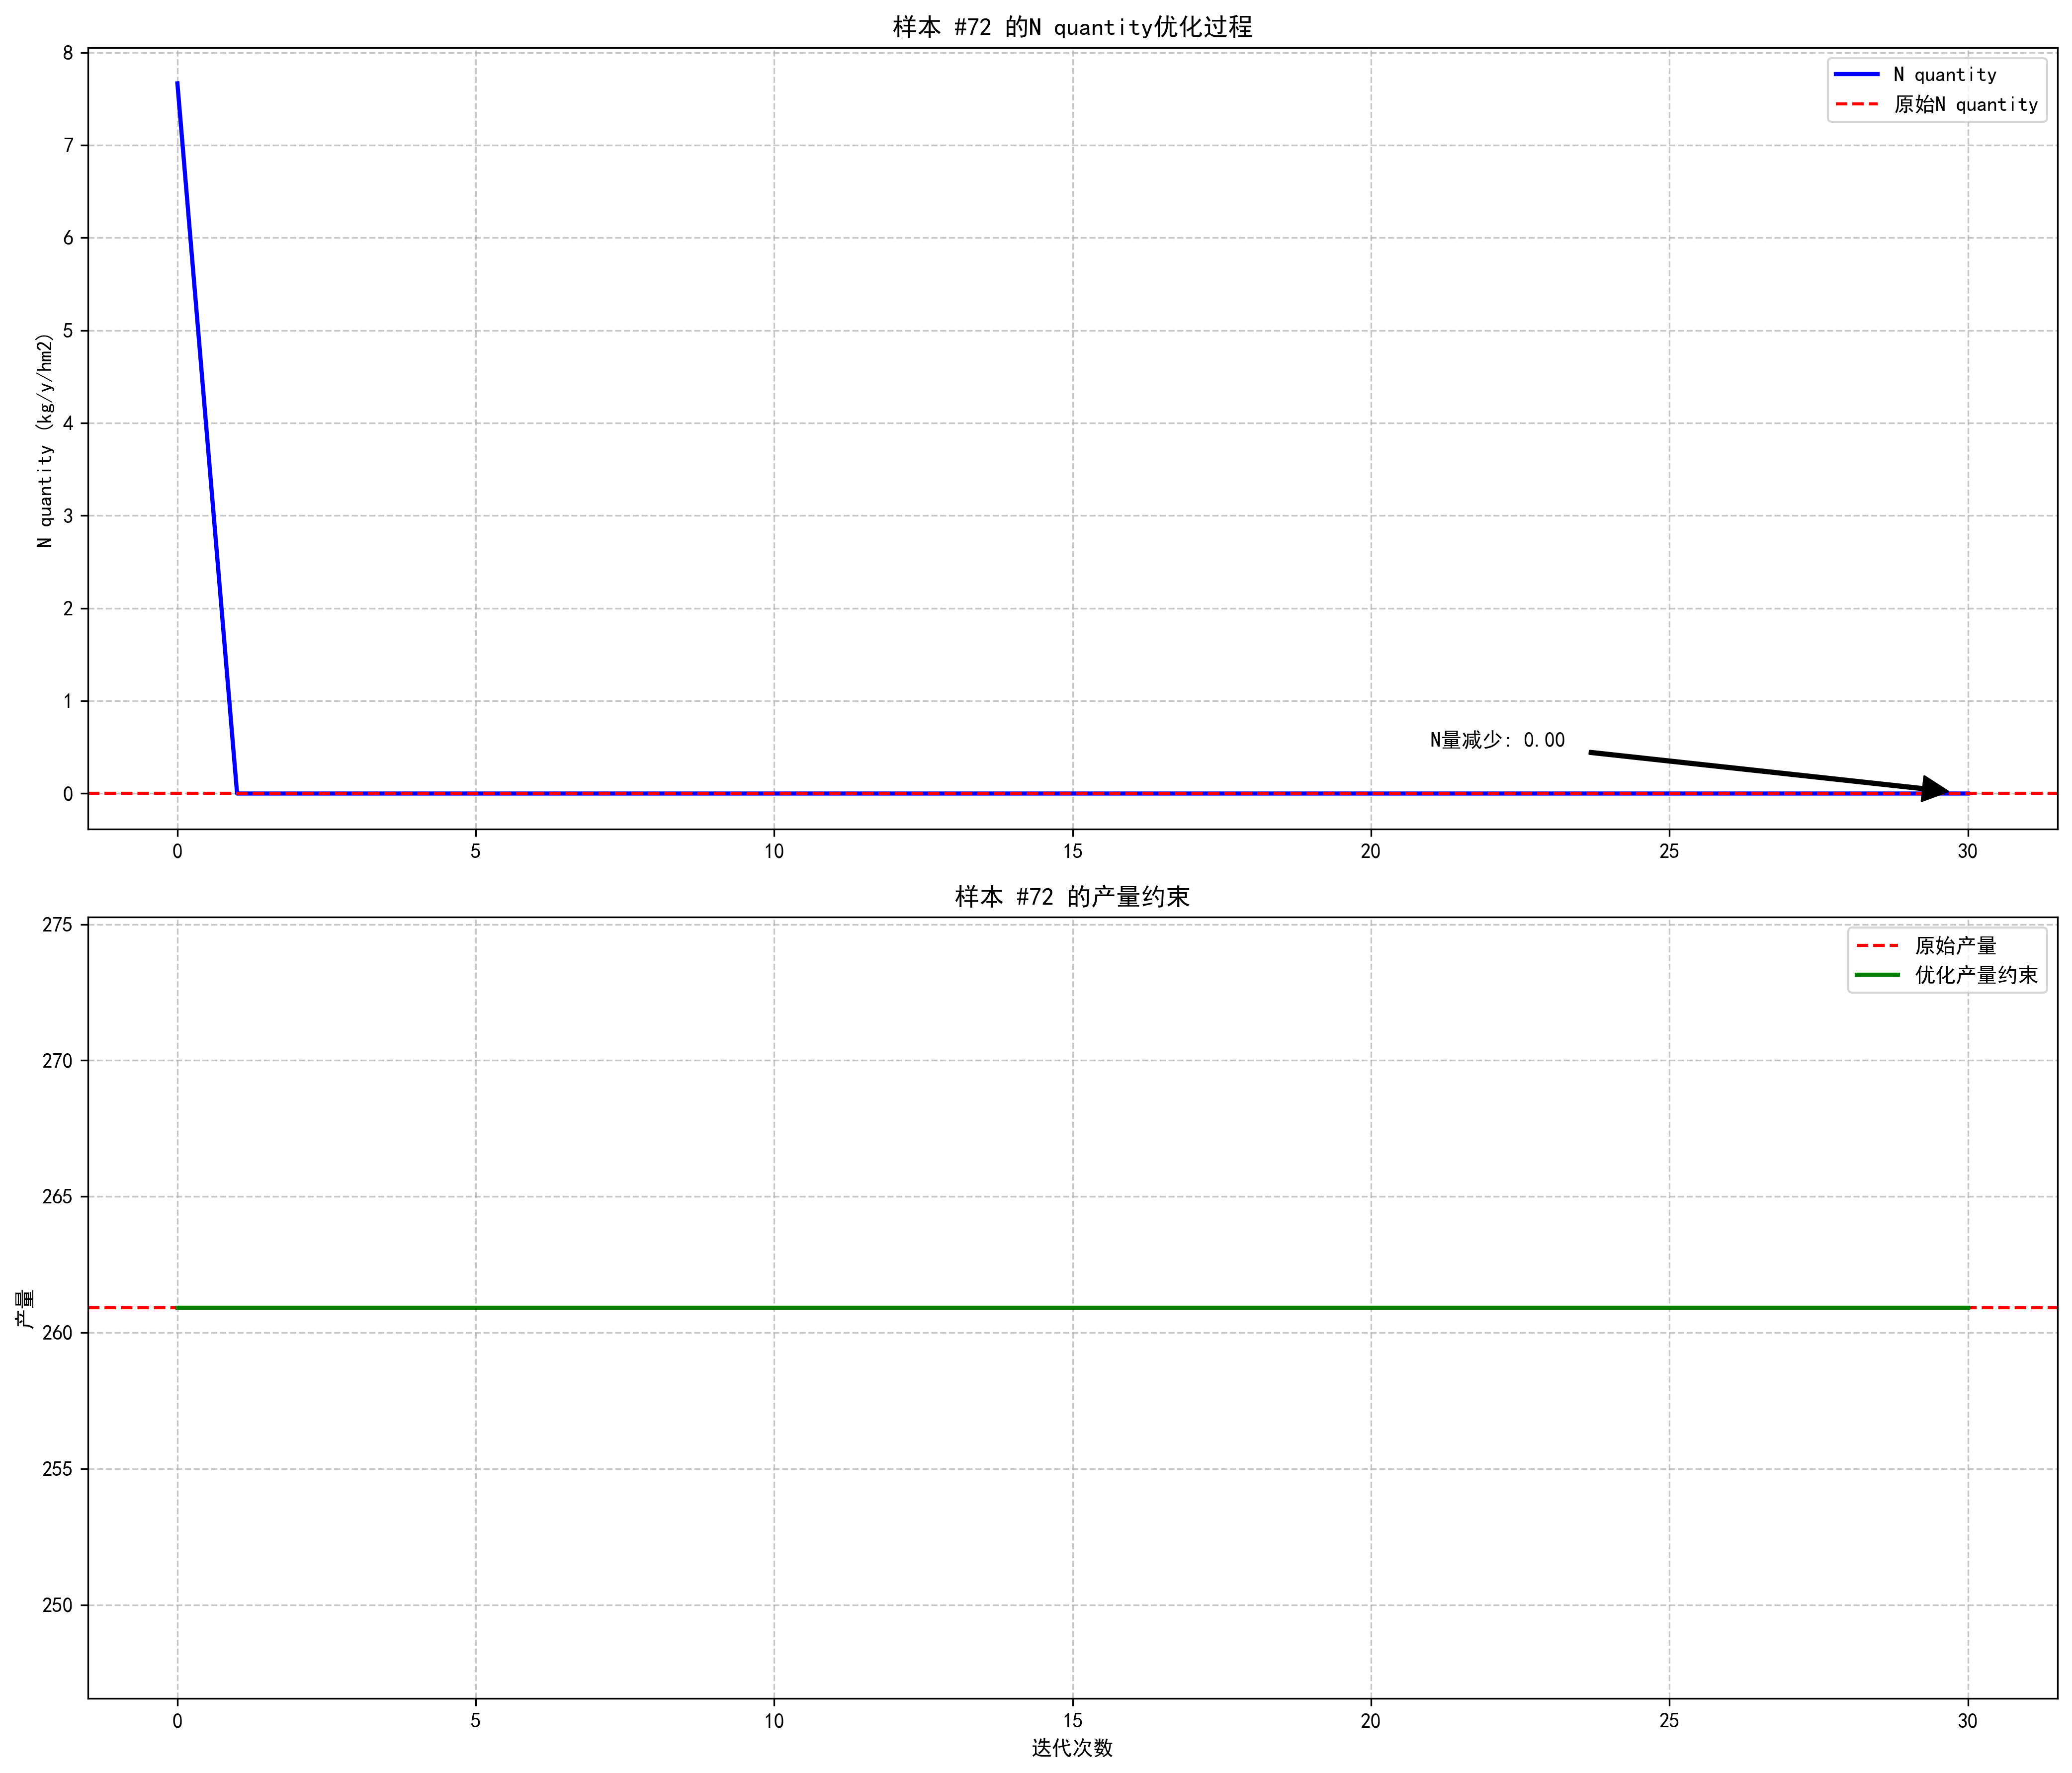 样本 #72 的N quantity优化过程
N quantity (kg/y/hm2)
8
7
6
5
4
3
2
1
0
N quantity
原始N quantity
N量减少: 0.00
0 5 10 15 20 25 30
样本 #72 的产量约束
产量
275
270
265
260
255
250
原始产量
优化产量约束
0 5 10 15 20 25 30
迭代次数